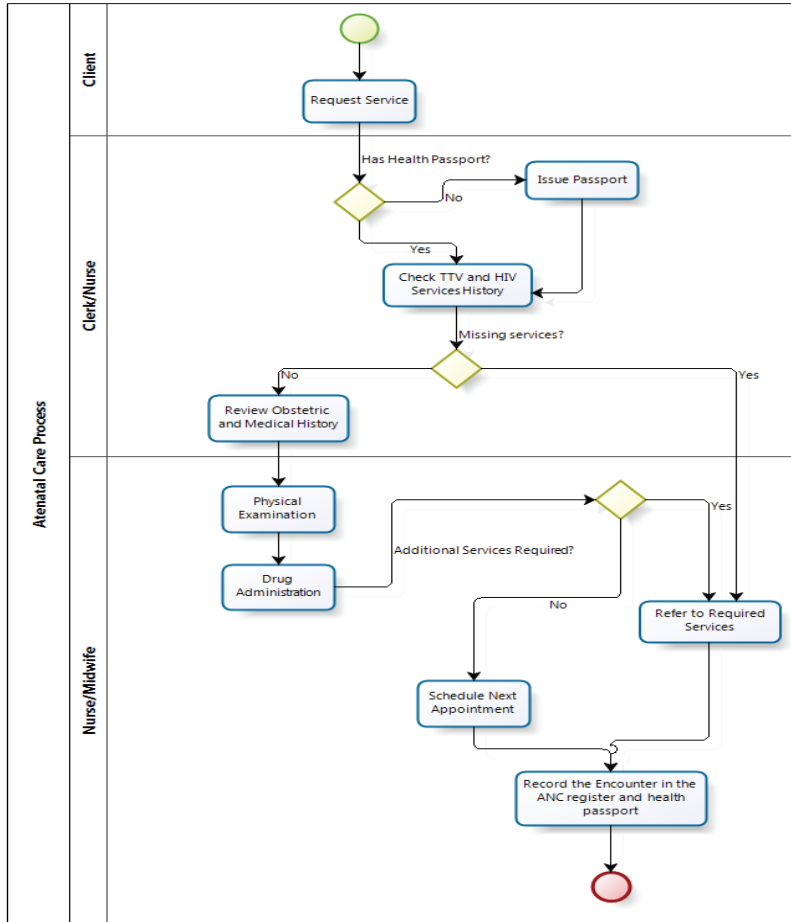 Atenatal Care Process
Client
Request Service
Clerk/Nurse
Has Health Passport?
No
Issue Passport
Yes
Check TTV and HIV
Services History
Missing services?
No
Yes
Review Obstetric
and Medical History
Nurse/Midwife
Physical
Examination
Drug
Administration
Additional Services Required?
Yes
No
Refer to Required
Services
Schedule Next
Appointment
Record the Encounter in the
ANC register and health
passport